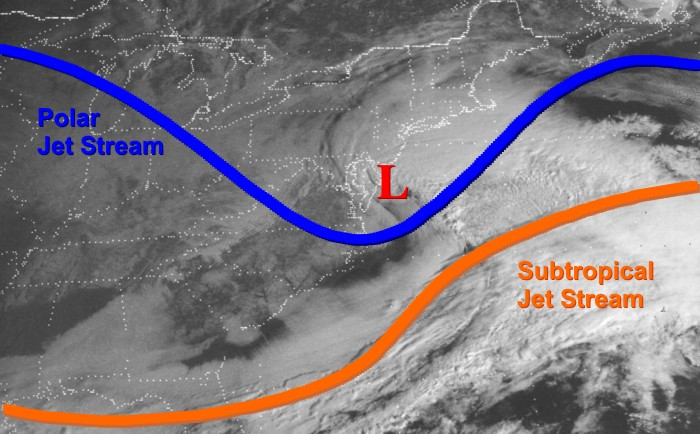 Polar
Jet Stream
L
Subtropical
Jet Stream